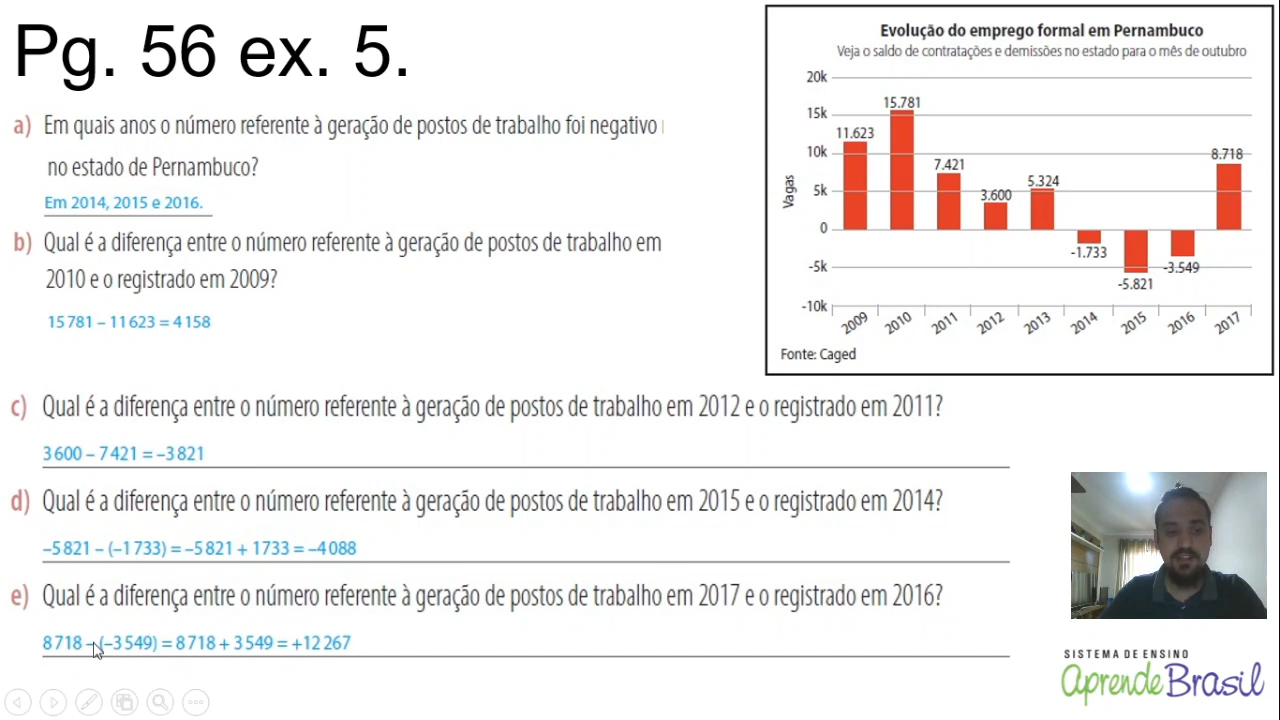 Pg. 56 ex. 5.
a) Em quais anos o número referente à geração de postos de trabalho foi negativo
no estado de Pernambuco?
Em 2014, 2015 e 2016.
b) Qual é a diferença entre o número referente à geração de postos de trabalho em
2010 e o registrado em 2009?
15 781 – 11 623 = 4 158
Evolução do emprego formal em Pernambuco
Veja o saldo de contratações e demissões no estado para o mês de outubro
Vagas
20k
15k
10k
5k
0
-5k
-10k
11.623
15.781
7.421
3.600
5.324
-1.733
-5.821
-3.549
8.718
2009
2010
2011
2012
2013
2014
2015
2016
2017
Fonte: Caged
c) Qual é a diferença entre o número referente à geração de postos de trabalho em 2012 e o registrado em 2011?
3 600 – 7 421 = –3 821
d) Qual é a diferença entre o número referente à geração de postos de trabalho em 2015 e o registrado em 2014?
–5 821 – (–1 733) = –5 821 + 1 733 = –4 088
e) Qual é a diferença entre o número referente à geração de postos de trabalho em 2017 e o registrado em 2016?
8 718 – (–3 549) = 8 718 + 3 549 = +12 267
SISTEMA DE ENSINO
aprende Brasil